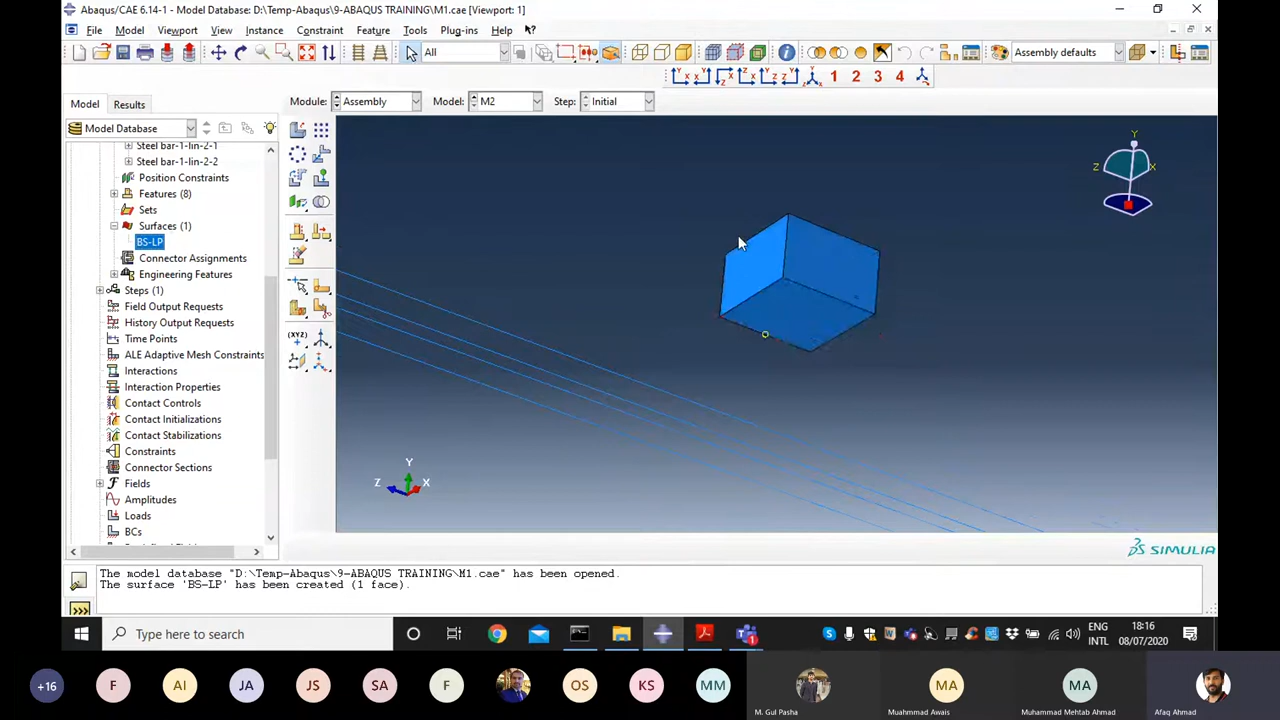 Abaqus/CAE 6.14-1 - Model Database: D:\Temp-Abaqus\9-ABAQUS TRAINING\M1.cae [Viewport: 1]
File Model Viewport View Instance Constraint Feature Tools Plug-ins Help
All Assembly defaults
1 2 3 4
Model Results Module: Assembly Model: M2 Step: Initial
Model Database
Steel bar-1-lin-2-1
Steel bar-1-lin-2-2
Position Constraints
Features (8)
Sets
Surfaces (1)
BS-LP
Connector Assignments
Engineering Features
Steps (1)
Field Output Requests
History Output Requests
Time Points
ALE Adaptive Mesh Constraints
Interactions
Interaction Properties
Contact Controls
Contact Initializations
Contact Stabilizations
Constraints
Connector Sections
Fields
Amplitudes
Loads
BCs
Y
Z X
Y
Z X
SIMULIA
The model database "D:\Temp-Abaqus\9-ABAQUS TRAINING\M1.cae" has been opened.
The surface 'BS-LP' has been created (1 face).
>>>
Type here to search
ENG
INTL
18:16
08/07/2020
+16 F AI JA JS SA F OS KS MM MA MA
M. Gul Pasha Muahmmad Awais Muhammad Mehtab Ahmad Afaq Ahmad